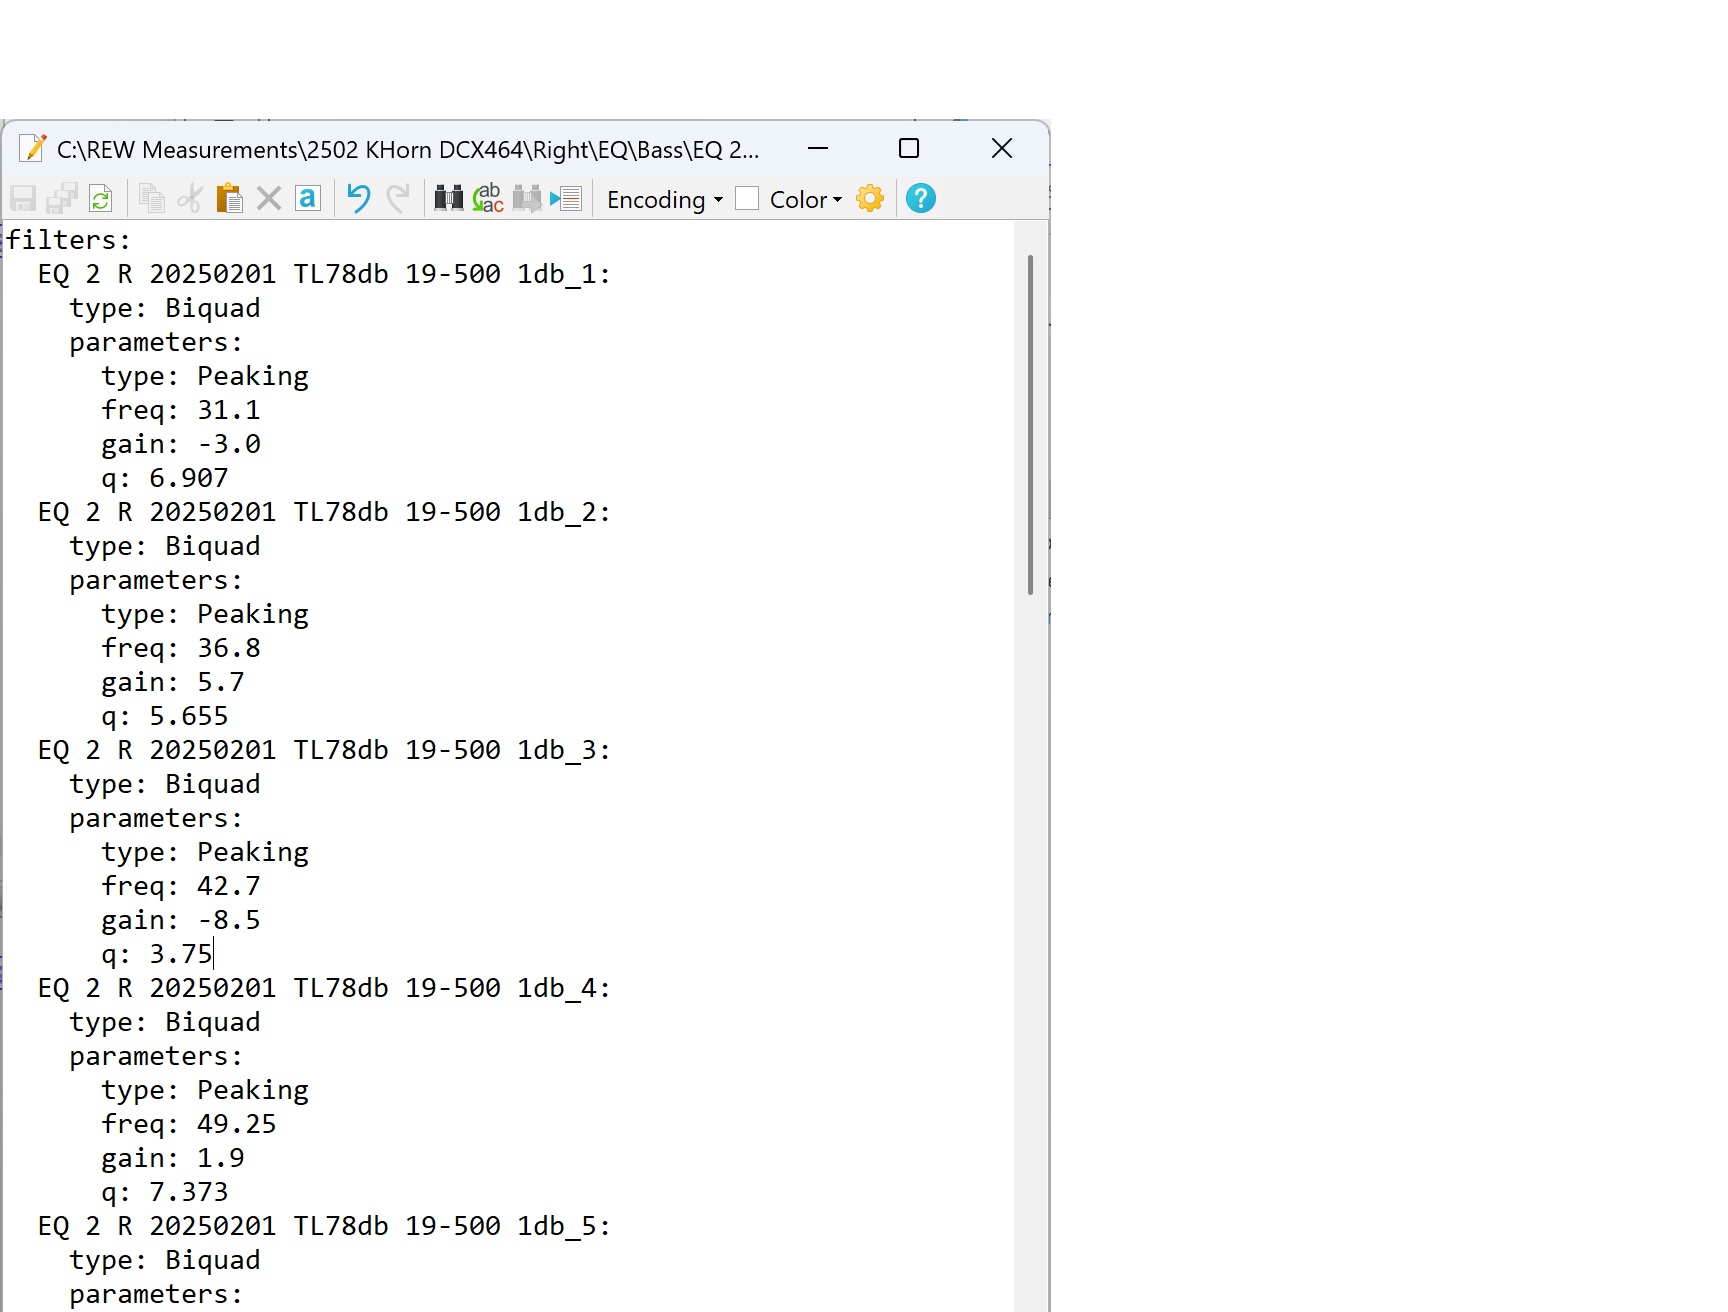 C:\REW Measurements\2502 KHorn DCX464\Right\EQ\Bass\EQ 2...
a ab ac Encoding Color ?
filters:
  EQ 2 R 20250201 TL78db 19-500 1db_1:
    type: Biquad
    parameters:
      type: Peaking
      freq: 31.1
      gain: -3.0
      q: 6.907
  EQ 2 R 20250201 TL78db 19-500 1db_2:
    type: Biquad
    parameters:
      type: Peaking
      freq: 36.8
      gain: 5.7
      q: 5.655
  EQ 2 R 20250201 TL78db 19-500 1db_3:
    type: Biquad
    parameters:
      type: Peaking
      freq: 42.7
      gain: -8.5
      q: 3.75
  EQ 2 R 20250201 TL78db 19-500 1db_4:
    type: Biquad
    parameters:
      type: Peaking
      freq: 49.25
      gain: 1.9
      q: 7.373
  EQ 2 R 20250201 TL78db 19-500 1db_5:
    type: Biquad
    parameters: